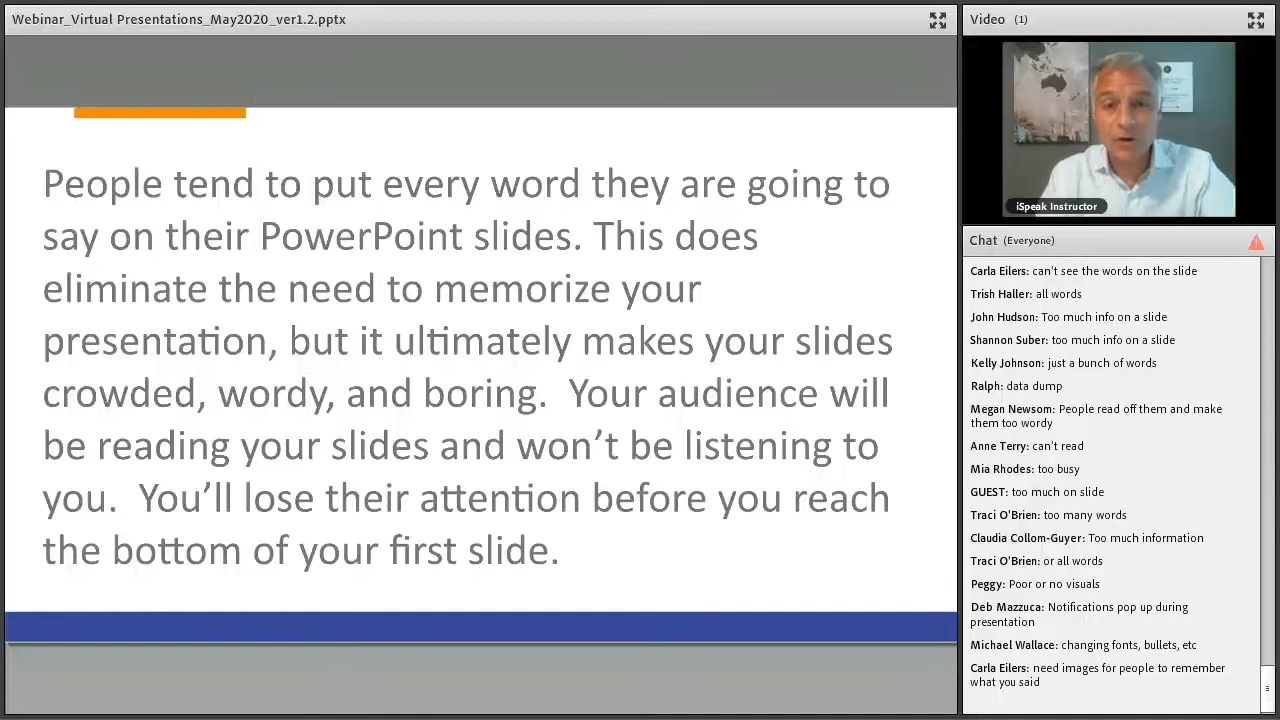 Webinar_Virtual Presentations_May2020_ver1.2.pptx
People tend to put every word they are going to
say on their PowerPoint slides. This does
eliminate the need to memorize your
presentation, but it ultimately makes your slides
crowded, wordy, and boring.  Your audience will
be reading your slides and won’t be listening to
you.  You’ll lose their attention before you reach
the bottom of your first slide.
Video (1)
iSpeak Instructor
Chat (Everyone)
Carla Eilers: can't see the words on the slide
Trish Haller: all words
John Hudson: Too much info on a slide
Shannon Suber: too much info on a slide
Kelly Johnson: just a bunch of words
Ralph: data dump
Megan Newsom: People read off them and make
them too wordy
Anne Terry: can't read
Mia Rhodes: too busy
GUEST: too much on slide
Traci O'Brien: too many words
Claudia Collom-Guyer: Too much information
Traci O'Brien: or all words
Peggy: Poor or no visuals
Deb Mazzuca: Notifications pop up during
presentation
Michael Wallace: changing fonts, bullets, etc
Carla Eilers: need images for people to remember
what you said